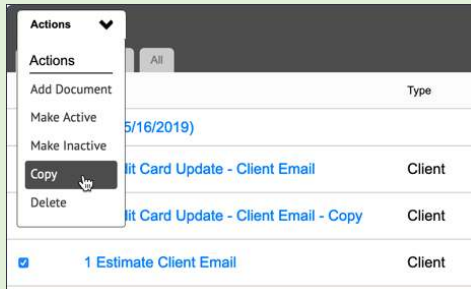 Actions
All
Actions
Type
Add Document
Make Active
5/16/2019)
Make Inactive
Copy
dit Card Update - Client Email
Client
Delete
dit Card Update - Client Email - Copy
Client
1 Estimate Client Email
Client